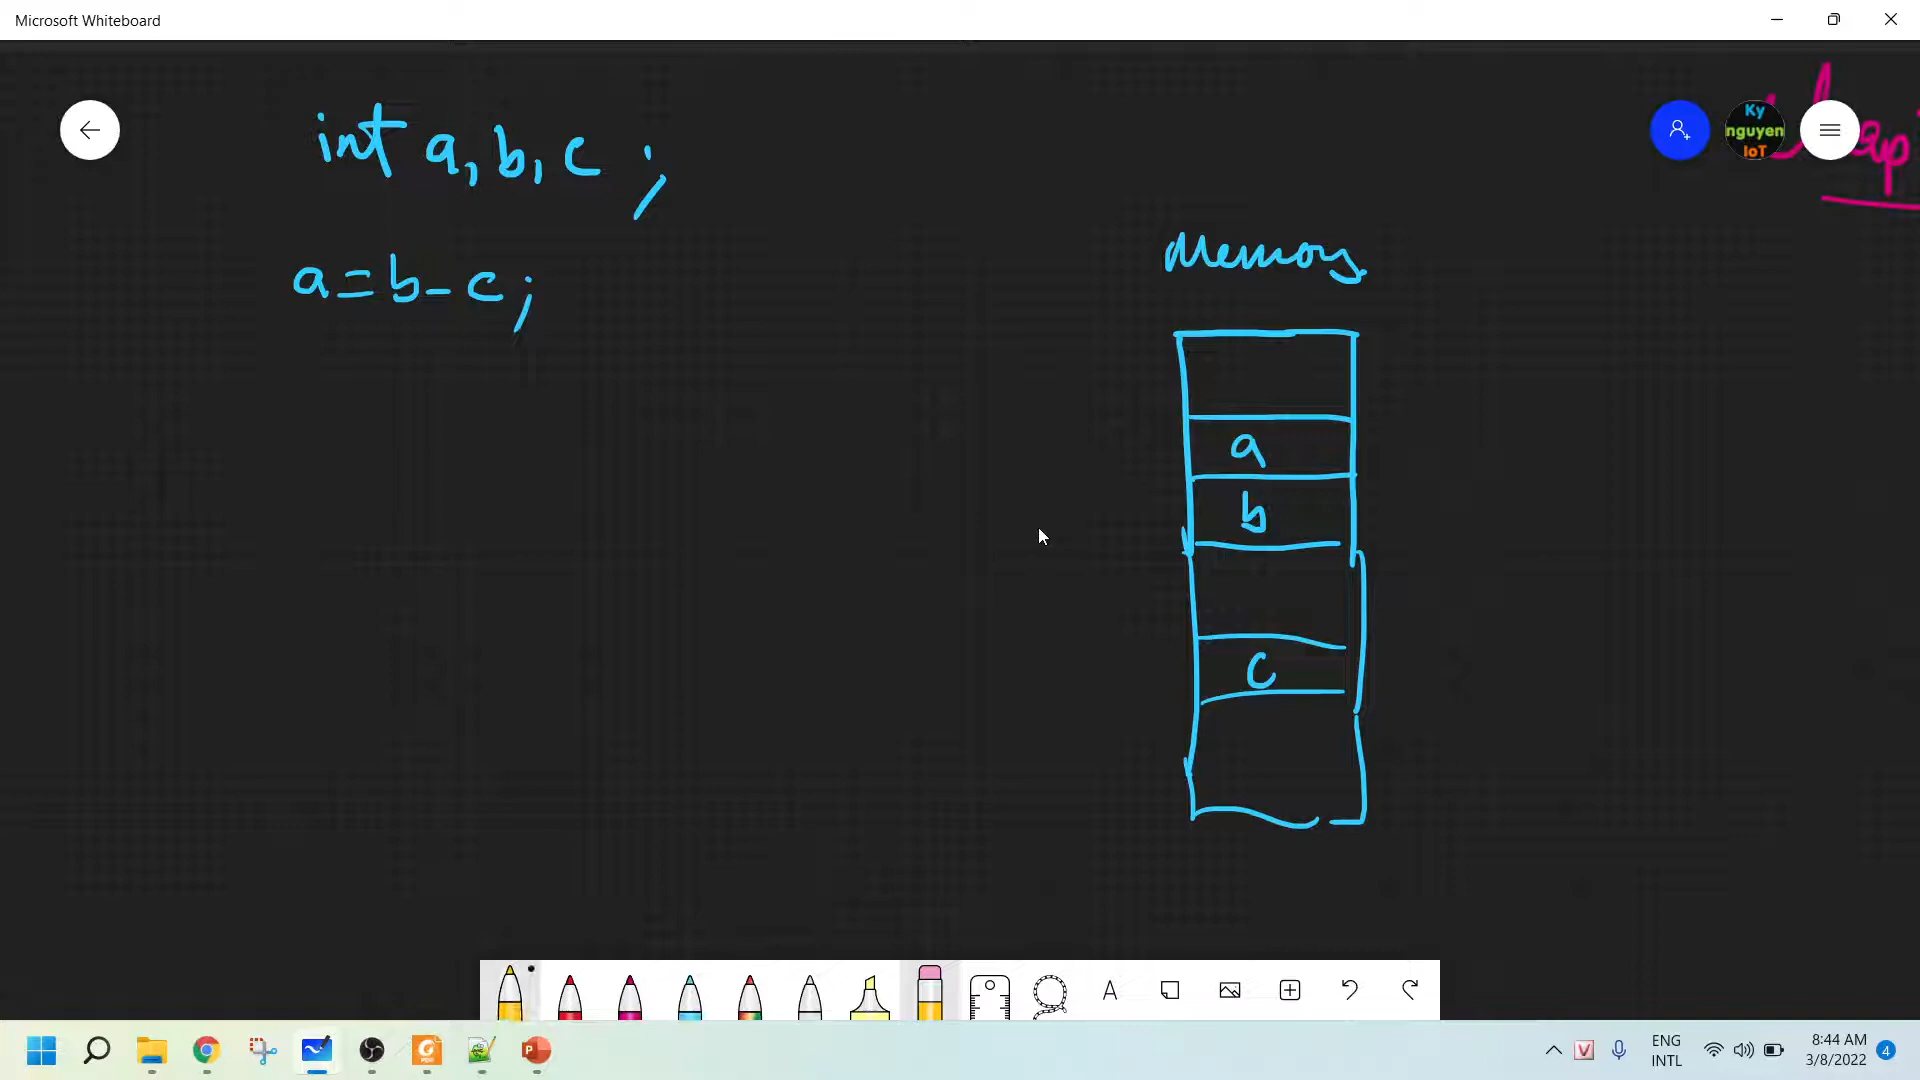 Microsoft Whiteboard
int a, b, c ;
Ky
nguyen
IoT
a = b - c ;
Memory
a
b
c
A
ENG
INTL
8:44 AM
3/8/2022
4
V